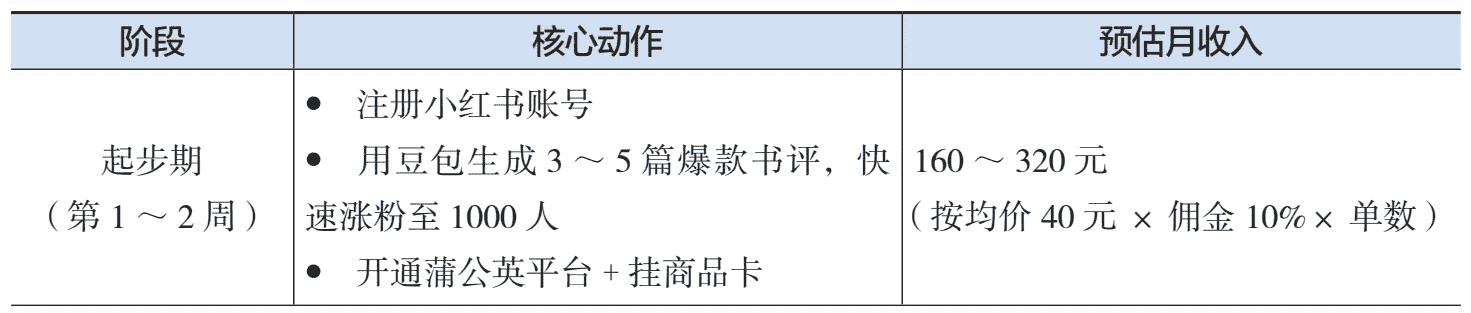 阶段 核心动作 预估月收入
● 注册小红书账号
起步期
（第 1 ～ 2 周）
● 用豆包生成 3 ～ 5 篇爆款书评，快
速涨粉至 1000 人
● 开通蒲公英平台 + 挂商品卡
160 ～ 320 元
（按均价 40 元 × 佣金 10% × 单数）